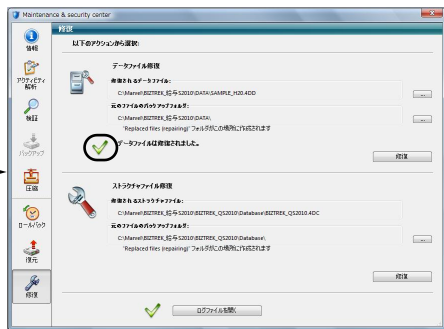 Maintenance & security center
修復
情報
以下のアクションから選択:
アクティビティ
解析
検証
バックアップ
圧縮
ロールバック
復元
修復
データファイル修復
修復されるデータファイル:
C:\Marvel\BIZTREK_給与S2010\DATA\SAMPLE_H20.4DD
...
元のファイルのバックアップフォルダ:
C:\Marvel\BIZTREK_給与S2010\DATA\
'Replaced files (repairing)' フォルダがこの場所に作成されます
データファイルは修復されました。
修復
ストラクチャファイル修復
修復されるストラクチャファイル:
C:\Marvel\BIZTREK_給与S2010\BIZTREK_QS2010\Database\BIZTREK_QS2010.4DC
元のファイルのバックアップフォルダ:
C:\Marvel\BIZTREK_給与S2010\BIZTREK_QS2010\Database\
...
'Replaced files (repairing)' フォルダがこの場所に作成されます
修復
ログファイルを開く